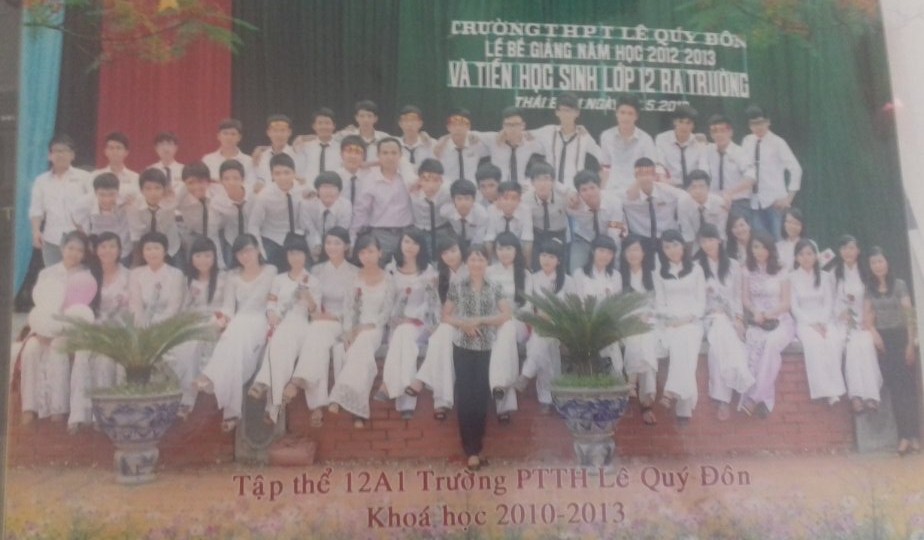 TRƯỜNG THPT LÊ QUÝ ĐÔN
LỄ BẾ GIẢNG NĂM HỌC 2012 2013
VÀ TIỄN HỌC SINH LỚP 12 RA TRƯỜNG
Tập thể 12A1 Trường PTTH Lê Quý Đôn
Khoá học 2010-2013